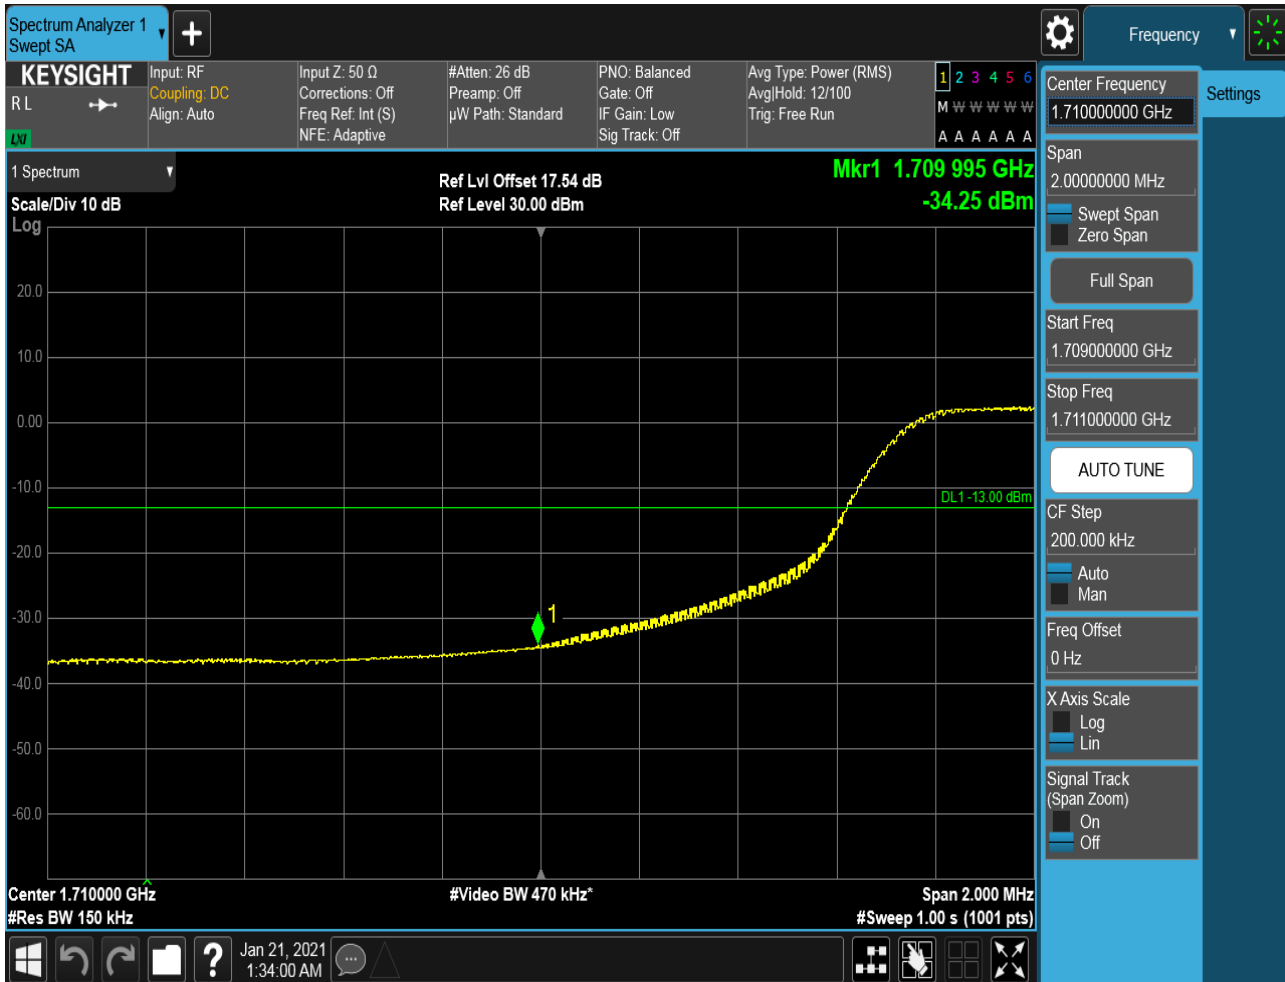 Spectrum Analyzer 1
Swept SA
Frequency
KEYSIGHT
R L
LXI
Input: RF
Coupling: DC
Align: Auto
Input Z: 50 Ω
Corrections: Off
Freq Ref: Int (S)
NFE: Adaptive
#Atten: 26 dB
Preamp: Off
µW Path: Standard
PNO: Balanced
Gate: Off
IF Gain: Low
Sig Track: Off
Avg Type: Power (RMS)
Avg|Hold: 12/100
Trig: Free Run
1 2 3 4 5 6
M W W W W W
A A A A A A
1 Spectrum
Scale/Div 10 dB
Log
Ref Lvl Offset 17.54 dB
Ref Level 30.00 dBm
Mkr1 1.709 995 GHz
-34.25 dBm
20.0
10.0
0.00
-10.0
DL1 -13.00 dBm
-20.0
-30.0
1
-40.0
-50.0
-60.0
Center 1.710000 GHz
#Video BW 470 kHz*
Span 2.000 MHz
#Res BW 150 kHz
#Sweep 1.00 s (1001 pts)
Center Frequency
1.710000000 GHz
Settings
Span
2.00000000 MHz
Swept Span
Zero Span
Full Span
Start Freq
1.709000000 GHz
Stop Freq
1.711000000 GHz
AUTO TUNE
CF Step
200.000 kHz
Auto
Man
Freq Offset
0 Hz
X Axis Scale
Log
Lin
Signal Track
(Span Zoom)
On
Off
?
Jan 21, 2021
1:34:00 AM